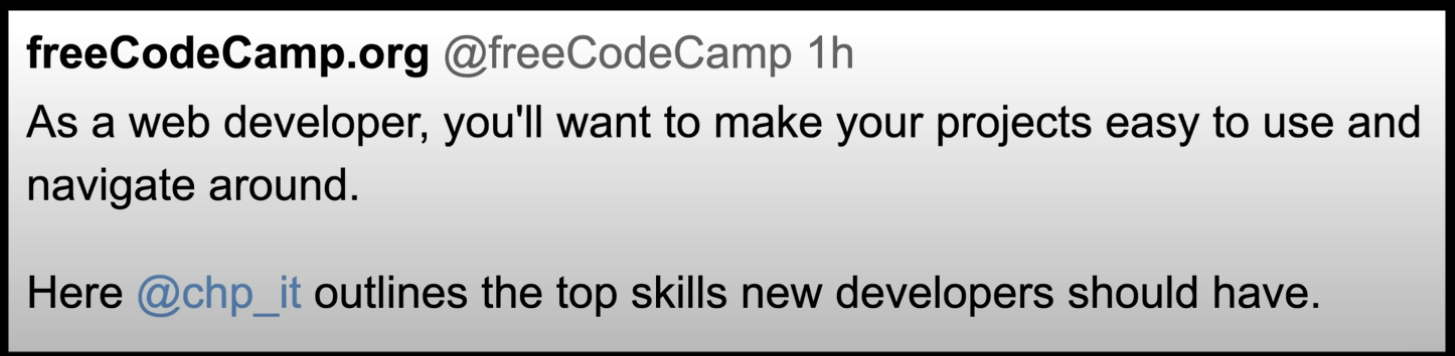 freeCodeCamp.org @freeCodeCamp 1h
As a web developer, you'll want to make your projects easy to use and
navigate around.
Here @chp_it outlines the top skills new developers should have.